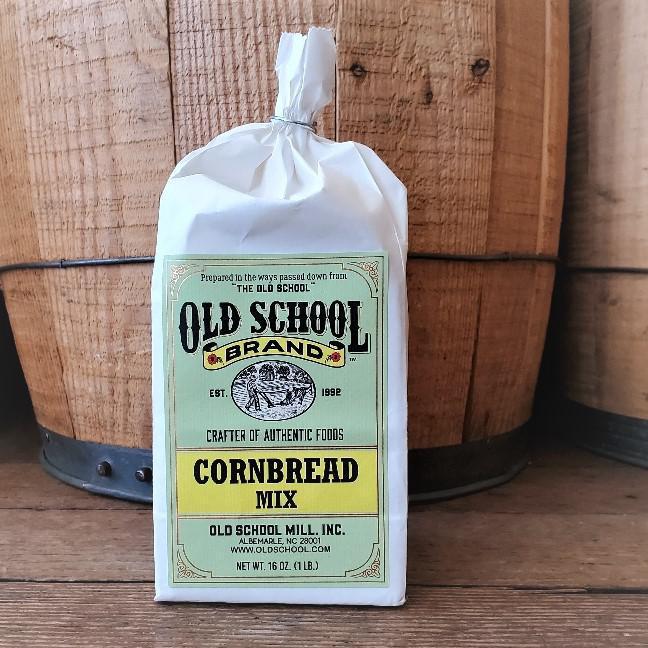 Prepared in the ways passed down from
"THE OLD SCHOOL"
OLD SCHOOL
BRAND™
EST. 1992
CRAFTER OF AUTHENTIC FOODS
CORNBREAD
MIX
OLD SCHOOL MILL. INC.
ALBEMARLE, NC 28001
WWW.OLDSCHOOL.COM
NET WT. 16 OZ. (1 LB.)